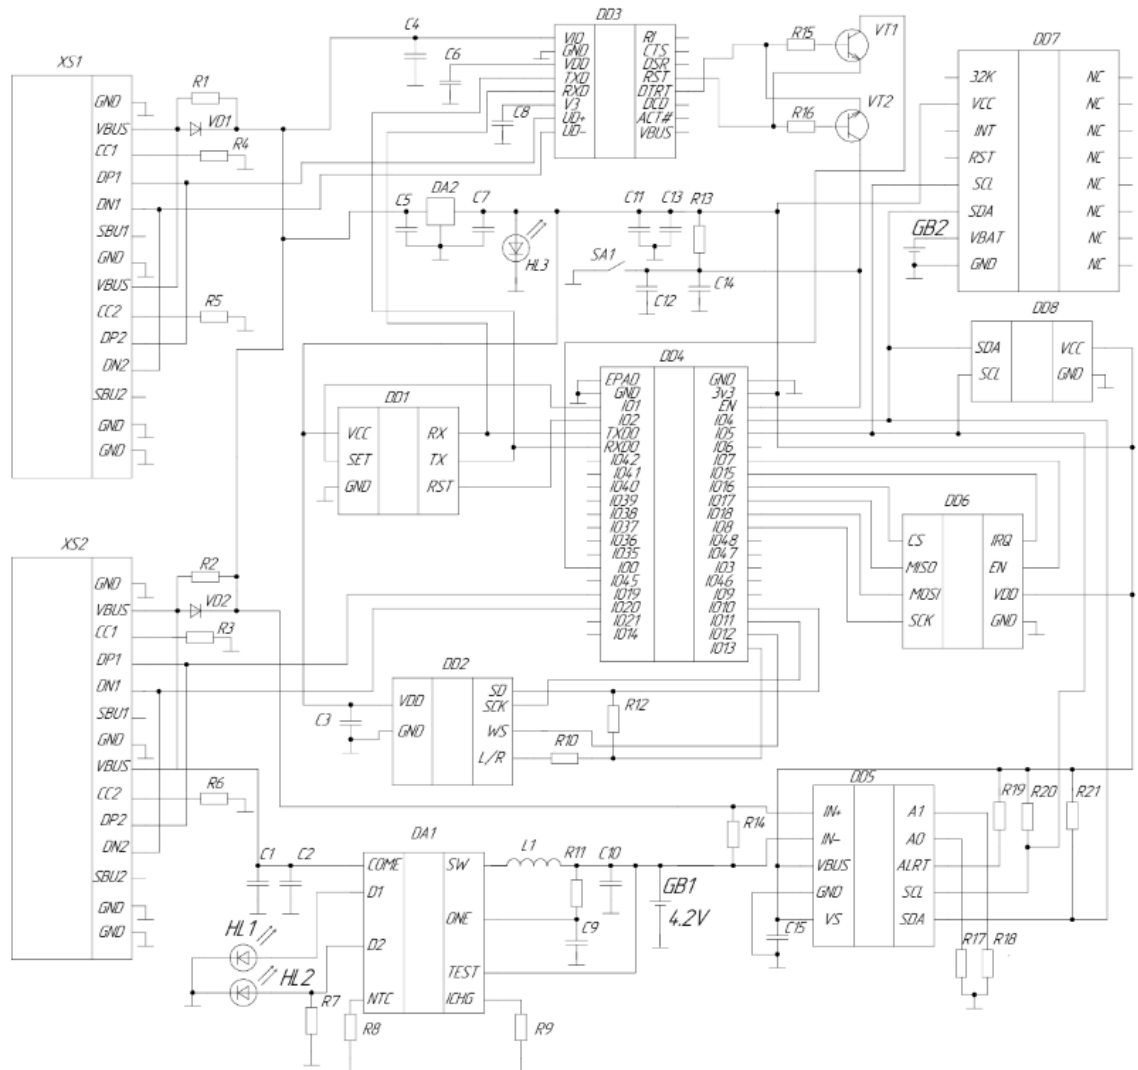 XS1
GND
VBUS
CC1
DP1
DN1
SBU1
GND
VBUS
CC2
DP2
DN2
SBU2
GND
GND
R1
VD1
R4
R5
C4
C6
C8
DD3
VIO
GND
VDD
TXD
RXD
V3
UD+
UD-
RI
CTS
DSR
RST
DTRT
DCD
ACT#
VBUS
R15
VT1
R16
VT2
DD7
32K
VCC
INT
RST
SCL
SDA
VBAT
GND
NC
NC
NC
NC
NC
NC
NC
NC
GB2
C5
DA2
C7
HL3
C11
C13
R13
SA1
C12
C14
DD8
SDA
SCL
VCC
GND
DD1
VCC
SET
GND
RX
TX
RST
DD4
EPAD
GND
IO1
IO2
TXD0
RXD0
IO42
IO41
IO40
IO39
IO38
IO37
IO36
IO35
IO0
IO45
IO19
IO20
IO21
IO14
GND
3v3
EN
IO4
IO5
IO6
IO7
IO15
IO16
IO17
IO18
IO8
IO48
IO47
IO3
IO46
IO9
IO10
IO11
IO12
IO13
DD6
CS
MISO
MOSI
SCK
IRQ
EN
VDD
GND
XS2
GND
VBUS
CC1
DP1
DN1
SBU1
GND
VBUS
CC2
DP2
DN2
SBU2
GND
GND
R2
VD2
R3
R6
C3
DD2
VDD
GND
SD
SCK
WS
L/R
R12
R10
C1
C2
DA1
COME
D1
D2
NTC
SW
ONE
TEST
ICHG
L1
R11
C10
C9
GB1
4.2V
R14
HL1
HL2
R7
R8
R9
DD5
IN+
IN-
VBUS
GND
VS
A1
A0
ALRT
SCL
SDA
R19
R20
R21
C15
R17
R18